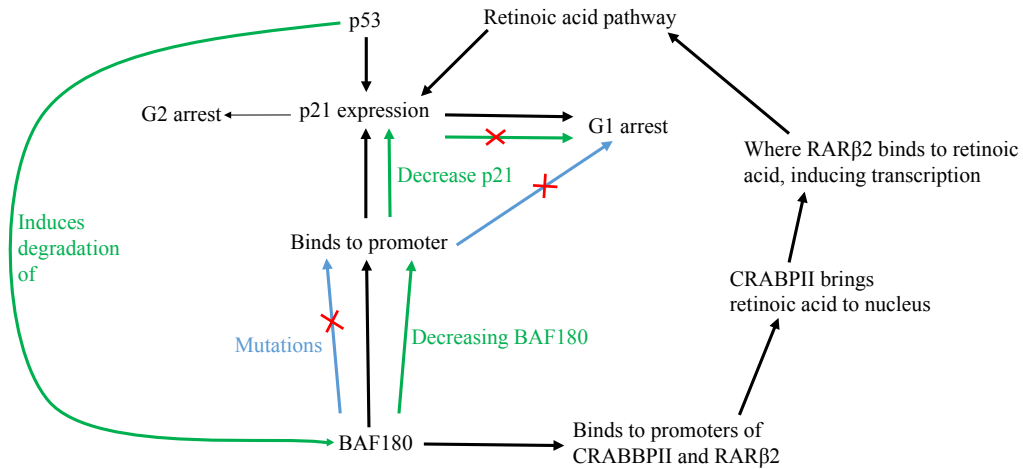 p53
Retinoic acid pathway
G2 arrest
p21 expression
G1 arrest
Where RARβ2 binds to retinoic
acid, inducing transcription
Decrease p21
Induces
degradation
of
Binds to promoter
CRABPII brings
retinoic acid to nucleus
Mutations
Decreasing BAF180
BAF180
Binds to promoters of
CRABBPII and RARβ2